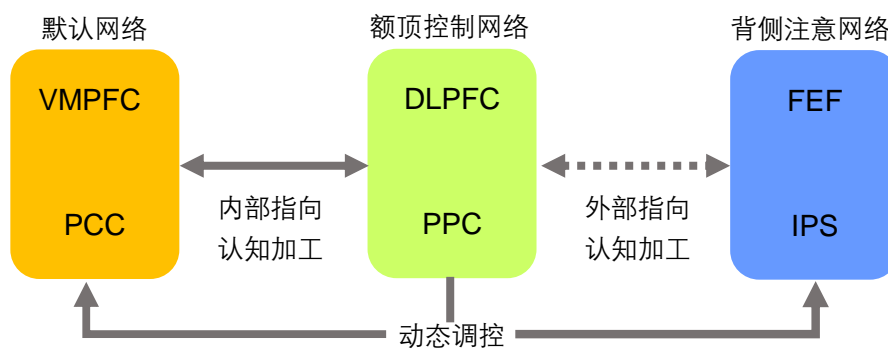 默认网络
额顶控制网络
背侧注意网络
VMPFC
DLPFC
FEF
内部指向
认知加工
外部指向
认知加工
PCC
PPC
IPS
动态调控